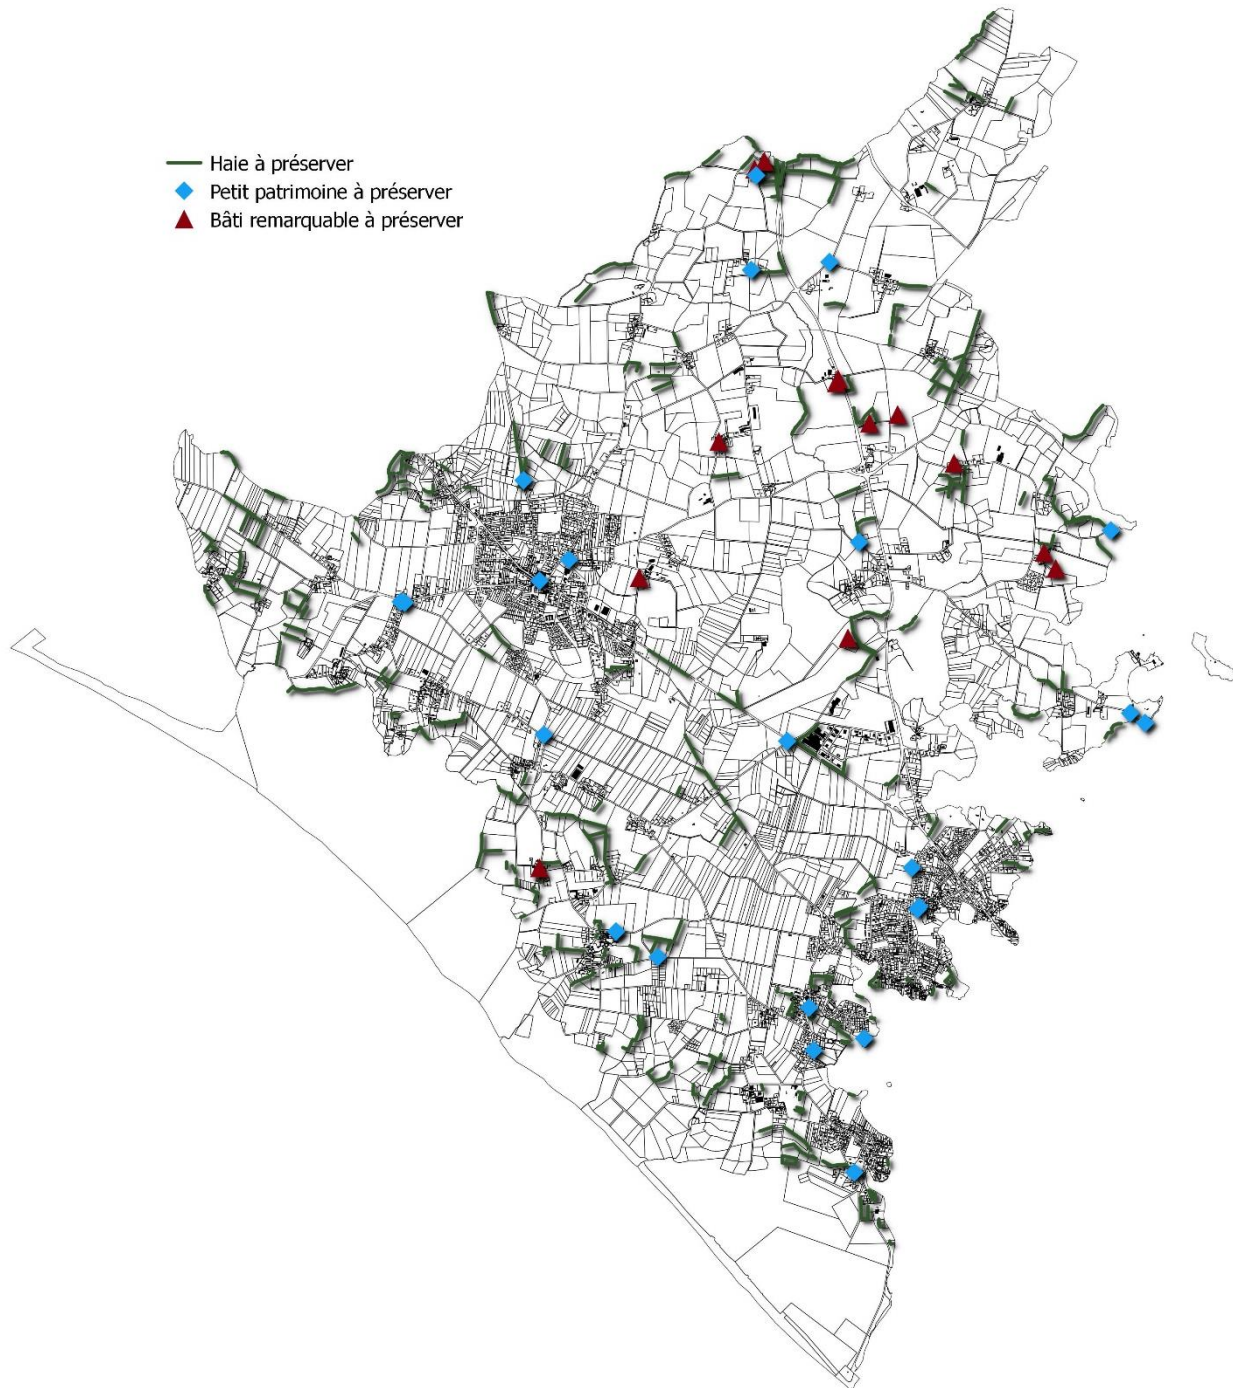 Haie à préserver
Petit patrimoine à préserver
Bâti remarquable à préserver